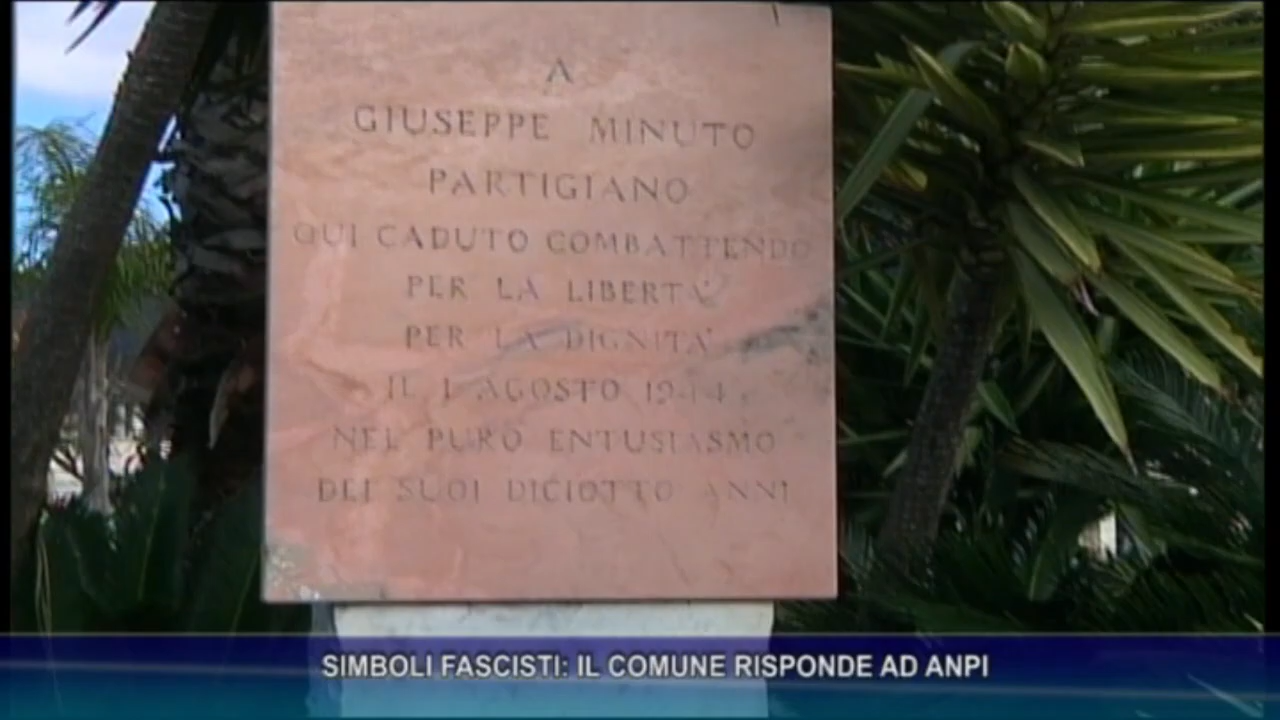 A
GIUSEPPE MINUTO
PARTIGIANO
QUI CADUTO COMBATTENDO
PER LA LIBERTA'
PER LA DIGNITA'
IL 1 AGOSTO 1944
NEL PURO ENTUSIASMO
DEI SUOI DICIOTTO ANNI
SIMBOLI FASCISTI: IL COMUNE RISPONDE AD ANPI